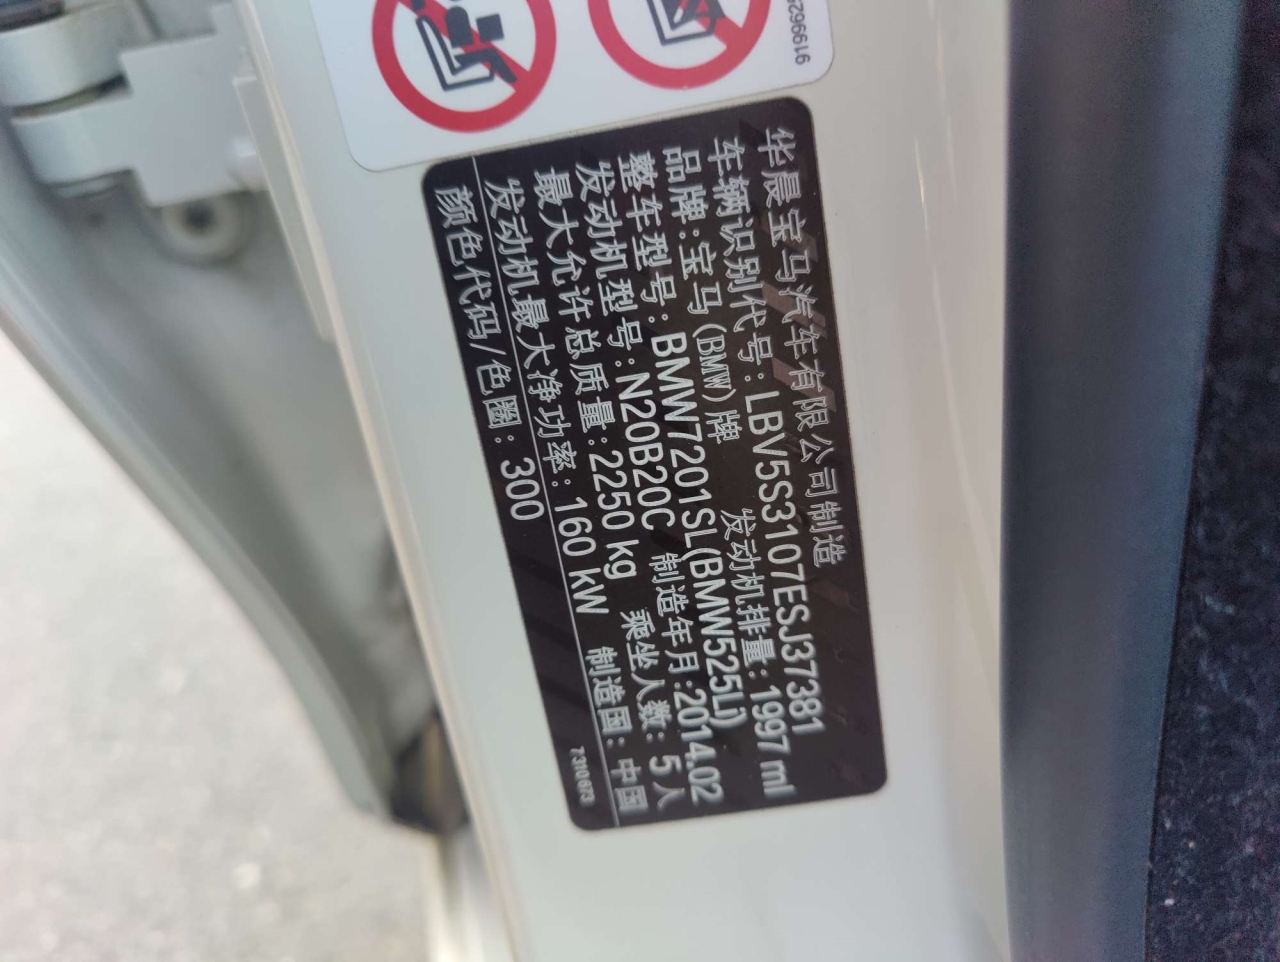 919962
华晨宝马汽车有限公司制造
车辆识别代号:LBV5S3107ESJ37381
品牌:宝马(BMW)牌 发动机排量:1997 ml
整车型号:BMW7201SL(BMW525Li)
发动机型号:N20B20C 制造年月:2014.02
最大允许总质量:2250 kg 乘坐人数:5人
发动机最大净功率:160 kW 制造国:中国
颜色代码/色圈:300
7310673